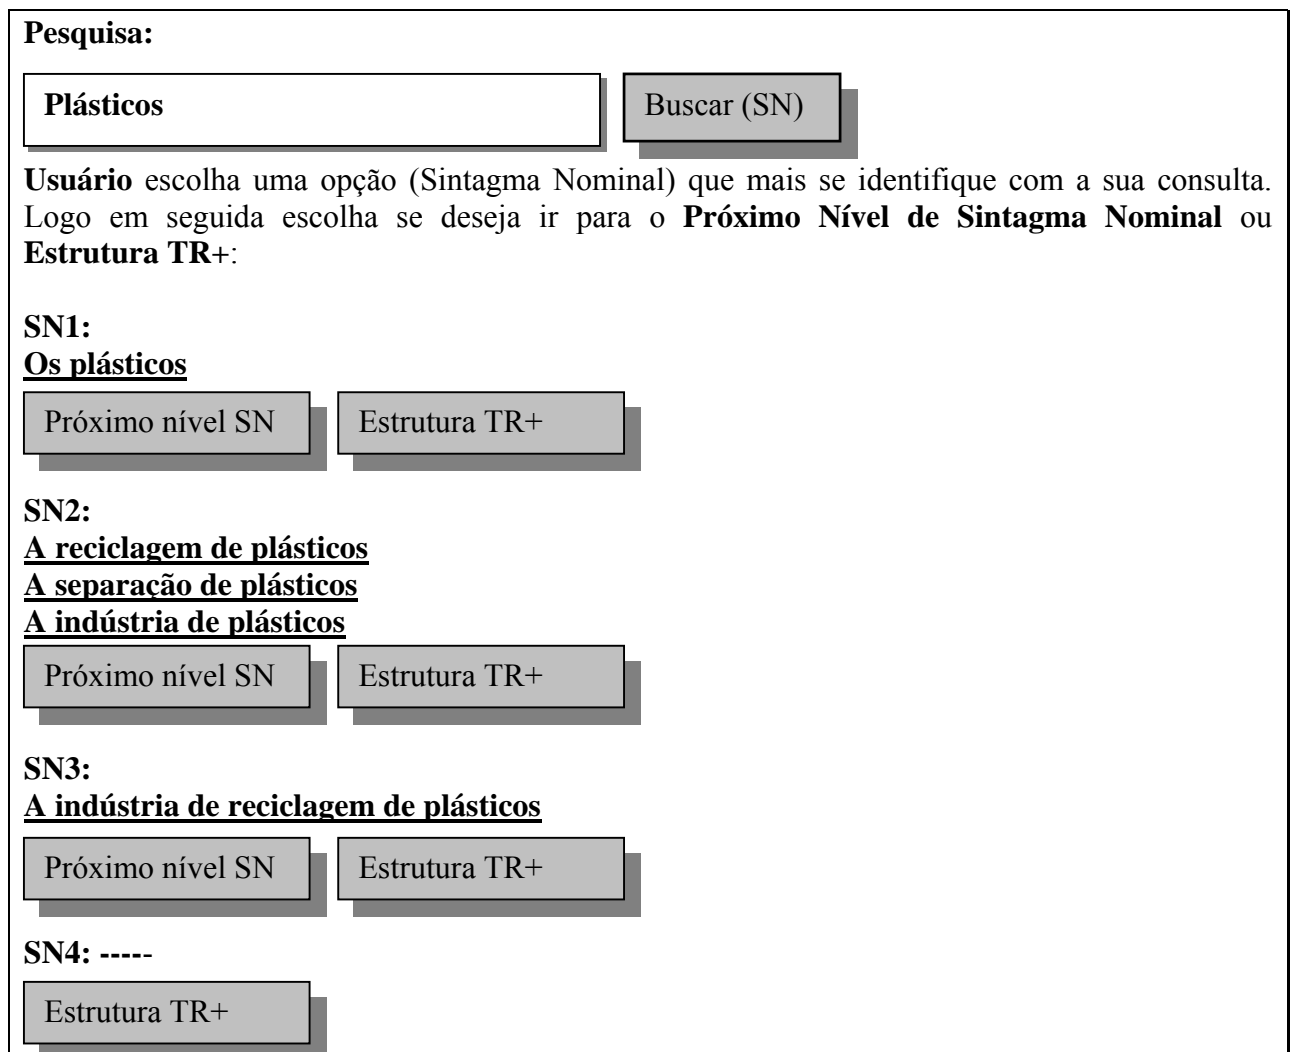 Pesquisa:
Plásticos Buscar (SN)
Usuário escolha uma opção (Sintagma Nominal) que mais se identifique com a sua consulta.
Logo em seguida escolha se deseja ir para o Próximo Nível de Sintagma Nominal ou
Estrutura TR+:
SN1:
Os plásticos
Próximo nível SN Estrutura TR+
SN2:
A reciclagem de plásticos
A separação de plásticos
A indústria de plásticos
Próximo nível SN Estrutura TR+
SN3:
A indústria de reciclagem de plásticos
Próximo nível SN Estrutura TR+
SN4: -----
Estrutura TR+